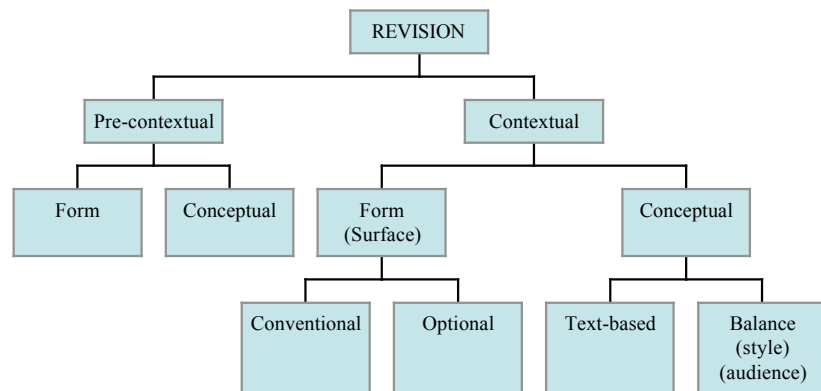 REVISION
Pre-contextual
Contextual
Form
Conceptual
Form
(Surface)
Conceptual
Conventional
Optional
Text-based
Balance
(style)
(audience)